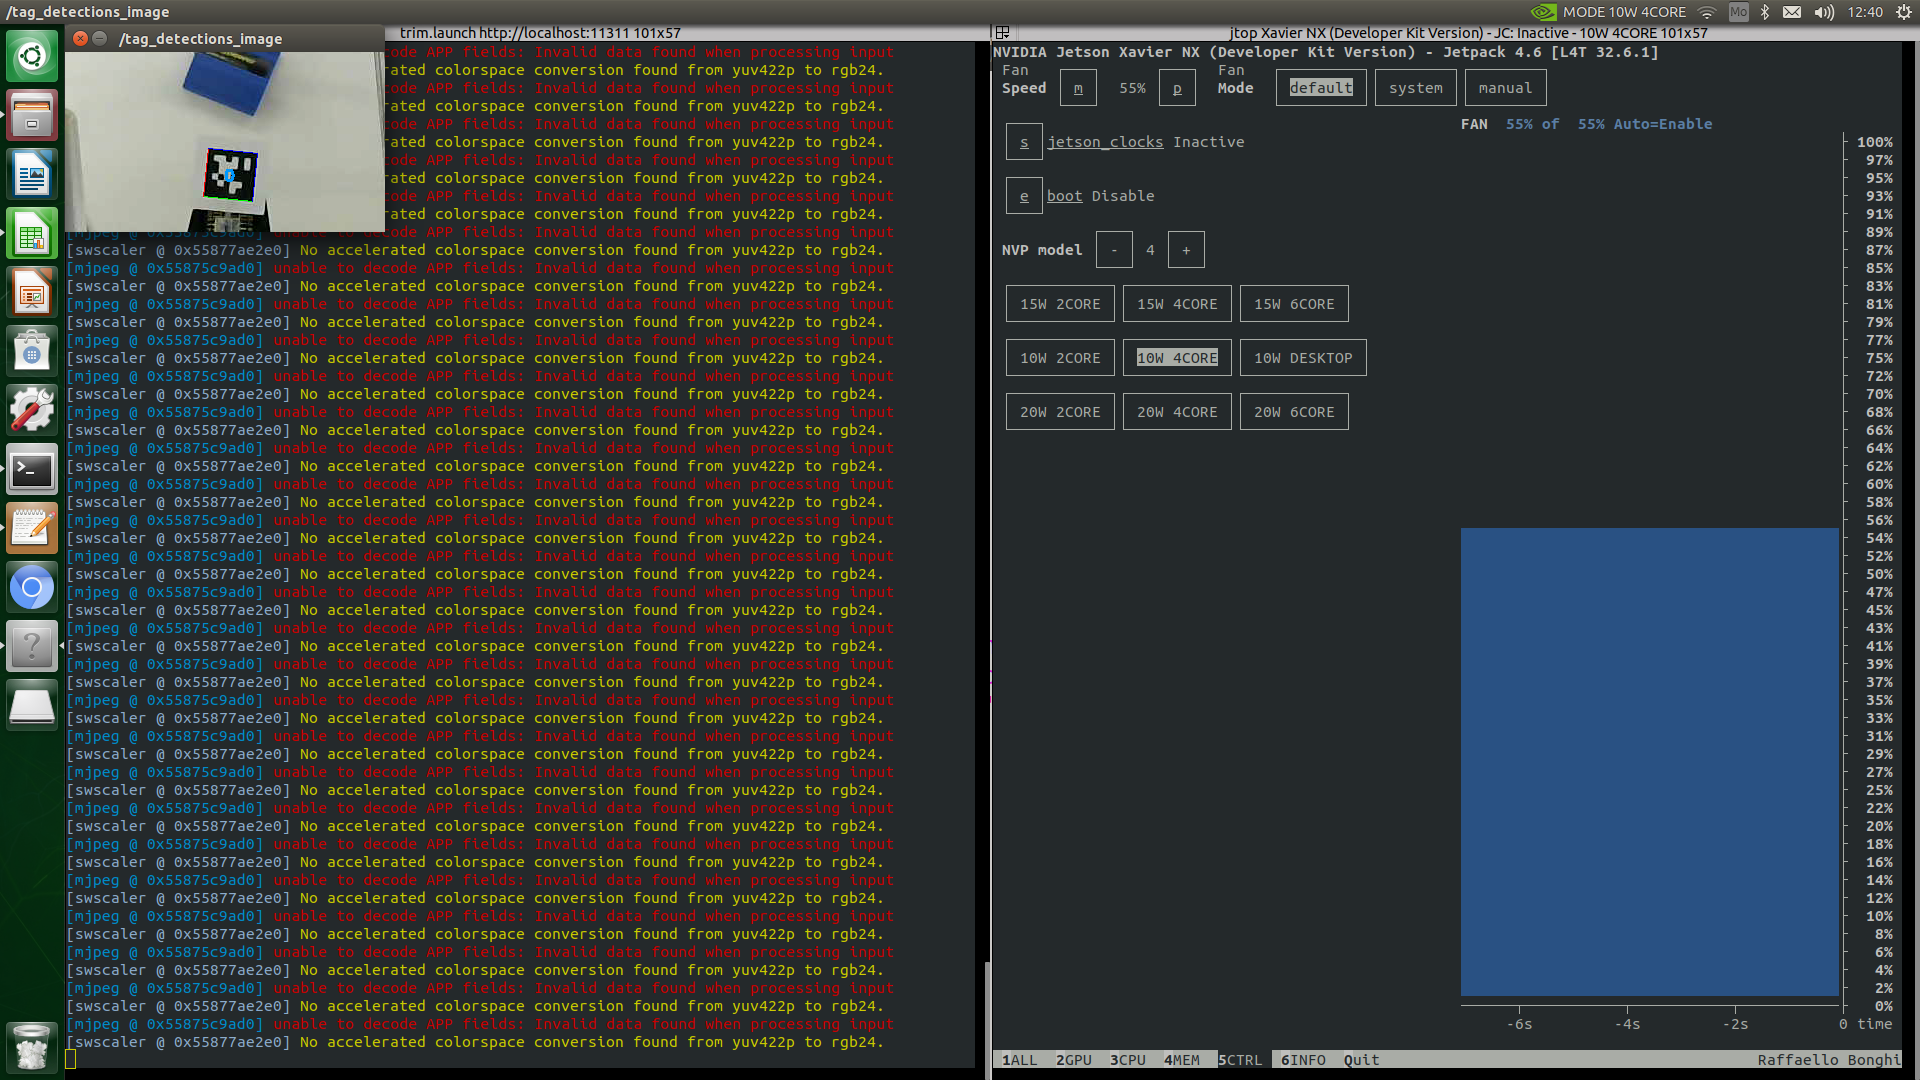 /tag_detections_image
MODE 10W 4CORE
Mo
12:40
/tag_detections_image
trim.launch http://localhost:11311 101x57
ode APP fields: Invalid data found when processing input
rated colorspace conversion found from yuv422p to rgb24.
ode APP fields: Invalid data found when processing input
rated colorspace conversion found from yuv422p to rgb24.
ode APP fields: Invalid data found when processing input
rated colorspace conversion found from yuv422p to rgb24.
ode APP fields: Invalid data found when processing input
rated colorspace conversion found from yuv422p to rgb24.
ode APP fields: Invalid data found when processing input
rated colorspace conversion found from yuv422p to rgb24.
[mjpeg @ 0x55875c9ad0] unable to decode APP fields: Invalid data found when processing input
[swscaler @ 0x55877ae2e0] No accelerated colorspace conversion found from yuv422p to rgb24.
[mjpeg @ 0x55875c9ad0] unable to decode APP fields: Invalid data found when processing input
[swscaler @ 0x55877ae2e0] No accelerated colorspace conversion found from yuv422p to rgb24.
[mjpeg @ 0x55875c9ad0] unable to decode APP fields: Invalid data found when processing input
[swscaler @ 0x55877ae2e0] No accelerated colorspace conversion found from yuv422p to rgb24.
[mjpeg @ 0x55875c9ad0] unable to decode APP fields: Invalid data found when processing input
[swscaler @ 0x55877ae2e0] No accelerated colorspace conversion found from yuv422p to rgb24.
[mjpeg @ 0x55875c9ad0] unable to decode APP fields: Invalid data found when processing input
[swscaler @ 0x55877ae2e0] No accelerated colorspace conversion found from yuv422p to rgb24.
[mjpeg @ 0x55875c9ad0] unable to decode APP fields: Invalid data found when processing input
[swscaler @ 0x55877ae2e0] No accelerated colorspace conversion found from yuv422p to rgb24.
[mjpeg @ 0x55875c9ad0] unable to decode APP fields: Invalid data found when processing input
[swscaler @ 0x55877ae2e0] No accelerated colorspace conversion found from yuv422p to rgb24.
[mjpeg @ 0x55875c9ad0] unable to decode APP fields: Invalid data found when processing input
[swscaler @ 0x55877ae2e0] No accelerated colorspace conversion found from yuv422p to rgb24.
[mjpeg @ 0x55875c9ad0] unable to decode APP fields: Invalid data found when processing input
[swscaler @ 0x55877ae2e0] No accelerated colorspace conversion found from yuv422p to rgb24.
[mjpeg @ 0x55875c9ad0] unable to decode APP fields: Invalid data found when processing input
[swscaler @ 0x55877ae2e0] No accelerated colorspace conversion found from yuv422p to rgb24.
[mjpeg @ 0x55875c9ad0] unable to decode APP fields: Invalid data found when processing input
[swscaler @ 0x55877ae2e0] No accelerated colorspace conversion found from yuv422p to rgb24.
[mjpeg @ 0x55875c9ad0] unable to decode APP fields: Invalid data found when processing input
[swscaler @ 0x55877ae2e0] No accelerated colorspace conversion found from yuv422p to rgb24.
[mjpeg @ 0x55875c9ad0] unable to decode APP fields: Invalid data found when processing input
[swscaler @ 0x55877ae2e0] No accelerated colorspace conversion found from yuv422p to rgb24.
[mjpeg @ 0x55875c9ad0] unable to decode APP fields: Invalid data found when processing input
[swscaler @ 0x55877ae2e0] No accelerated colorspace conversion found from yuv422p to rgb24.
[mjpeg @ 0x55875c9ad0] unable to decode APP fields: Invalid data found when processing input
[swscaler @ 0x55877ae2e0] No accelerated colorspace conversion found from yuv422p to rgb24.
[mjpeg @ 0x55875c9ad0] unable to decode APP fields: Invalid data found when processing input
[swscaler @ 0x55877ae2e0] No accelerated colorspace conversion found from yuv422p to rgb24.
[mjpeg @ 0x55875c9ad0] unable to decode APP fields: Invalid data found when processing input
[swscaler @ 0x55877ae2e0] No accelerated colorspace conversion found from yuv422p to rgb24.
[mjpeg @ 0x55875c9ad0] unable to decode APP fields: Invalid data found when processing input
[swscaler @ 0x55877ae2e0] No accelerated colorspace conversion found from yuv422p to rgb24.
[mjpeg @ 0x55875c9ad0] unable to decode APP fields: Invalid data found when processing input
[swscaler @ 0x55877ae2e0] No accelerated colorspace conversion found from yuv422p to rgb24.
[mjpeg @ 0x55875c9ad0] unable to decode APP fields: Invalid data found when processing input
[swscaler @ 0x55877ae2e0] No accelerated colorspace conversion found from yuv422p to rgb24.
[mjpeg @ 0x55875c9ad0] unable to decode APP fields: Invalid data found when processing input
[swscaler @ 0x55877ae2e0] No accelerated colorspace conversion found from yuv422p to rgb24.
[mjpeg @ 0x55875c9ad0] unable to decode APP fields: Invalid data found when processing input
[swscaler @ 0x55877ae2e0] No accelerated colorspace conversion found from yuv422p to rgb24.
[mjpeg @ 0x55875c9ad0] unable to decode APP fields: Invalid data found when processing input
[swscaler @ 0x55877ae2e0] No accelerated colorspace conversion found from yuv422p to rgb24.
jtop Xavier NX (Developer Kit Version) - JC: Inactive - 10W 4CORE 101x57
NVIDIA Jetson Xavier NX (Developer Kit Version) - Jetpack 4.6 [L4T 32.6.1]
Fan Speed m 55% p Fan Mode default system manual
FAN 55% of 55% Auto=Enable
s jetson_clocks Inactive
e boot Disable
NVP model - 4 +
15W 2CORE 15W 4CORE 15W 6CORE
10W 2CORE 10W 4CORE 10W DESKTOP
20W 2CORE 20W 4CORE 20W 6CORE
100%
97%
95%
93%
91%
89%
87%
85%
83%
81%
79%
77%
75%
72%
70%
68%
66%
64%
62%
60%
58%
56%
54%
52%
50%
47%
45%
43%
41%
39%
37%
35%
33%
31%
29%
27%
25%
22%
20%
18%
16%
14%
12%
10%
8%
6%
4%
2%
0%
-6s -4s -2s 0 time
1ALL 2GPU 3CPU 4MEM 5CTRL 6INFO Quit Raffaello Bonghi